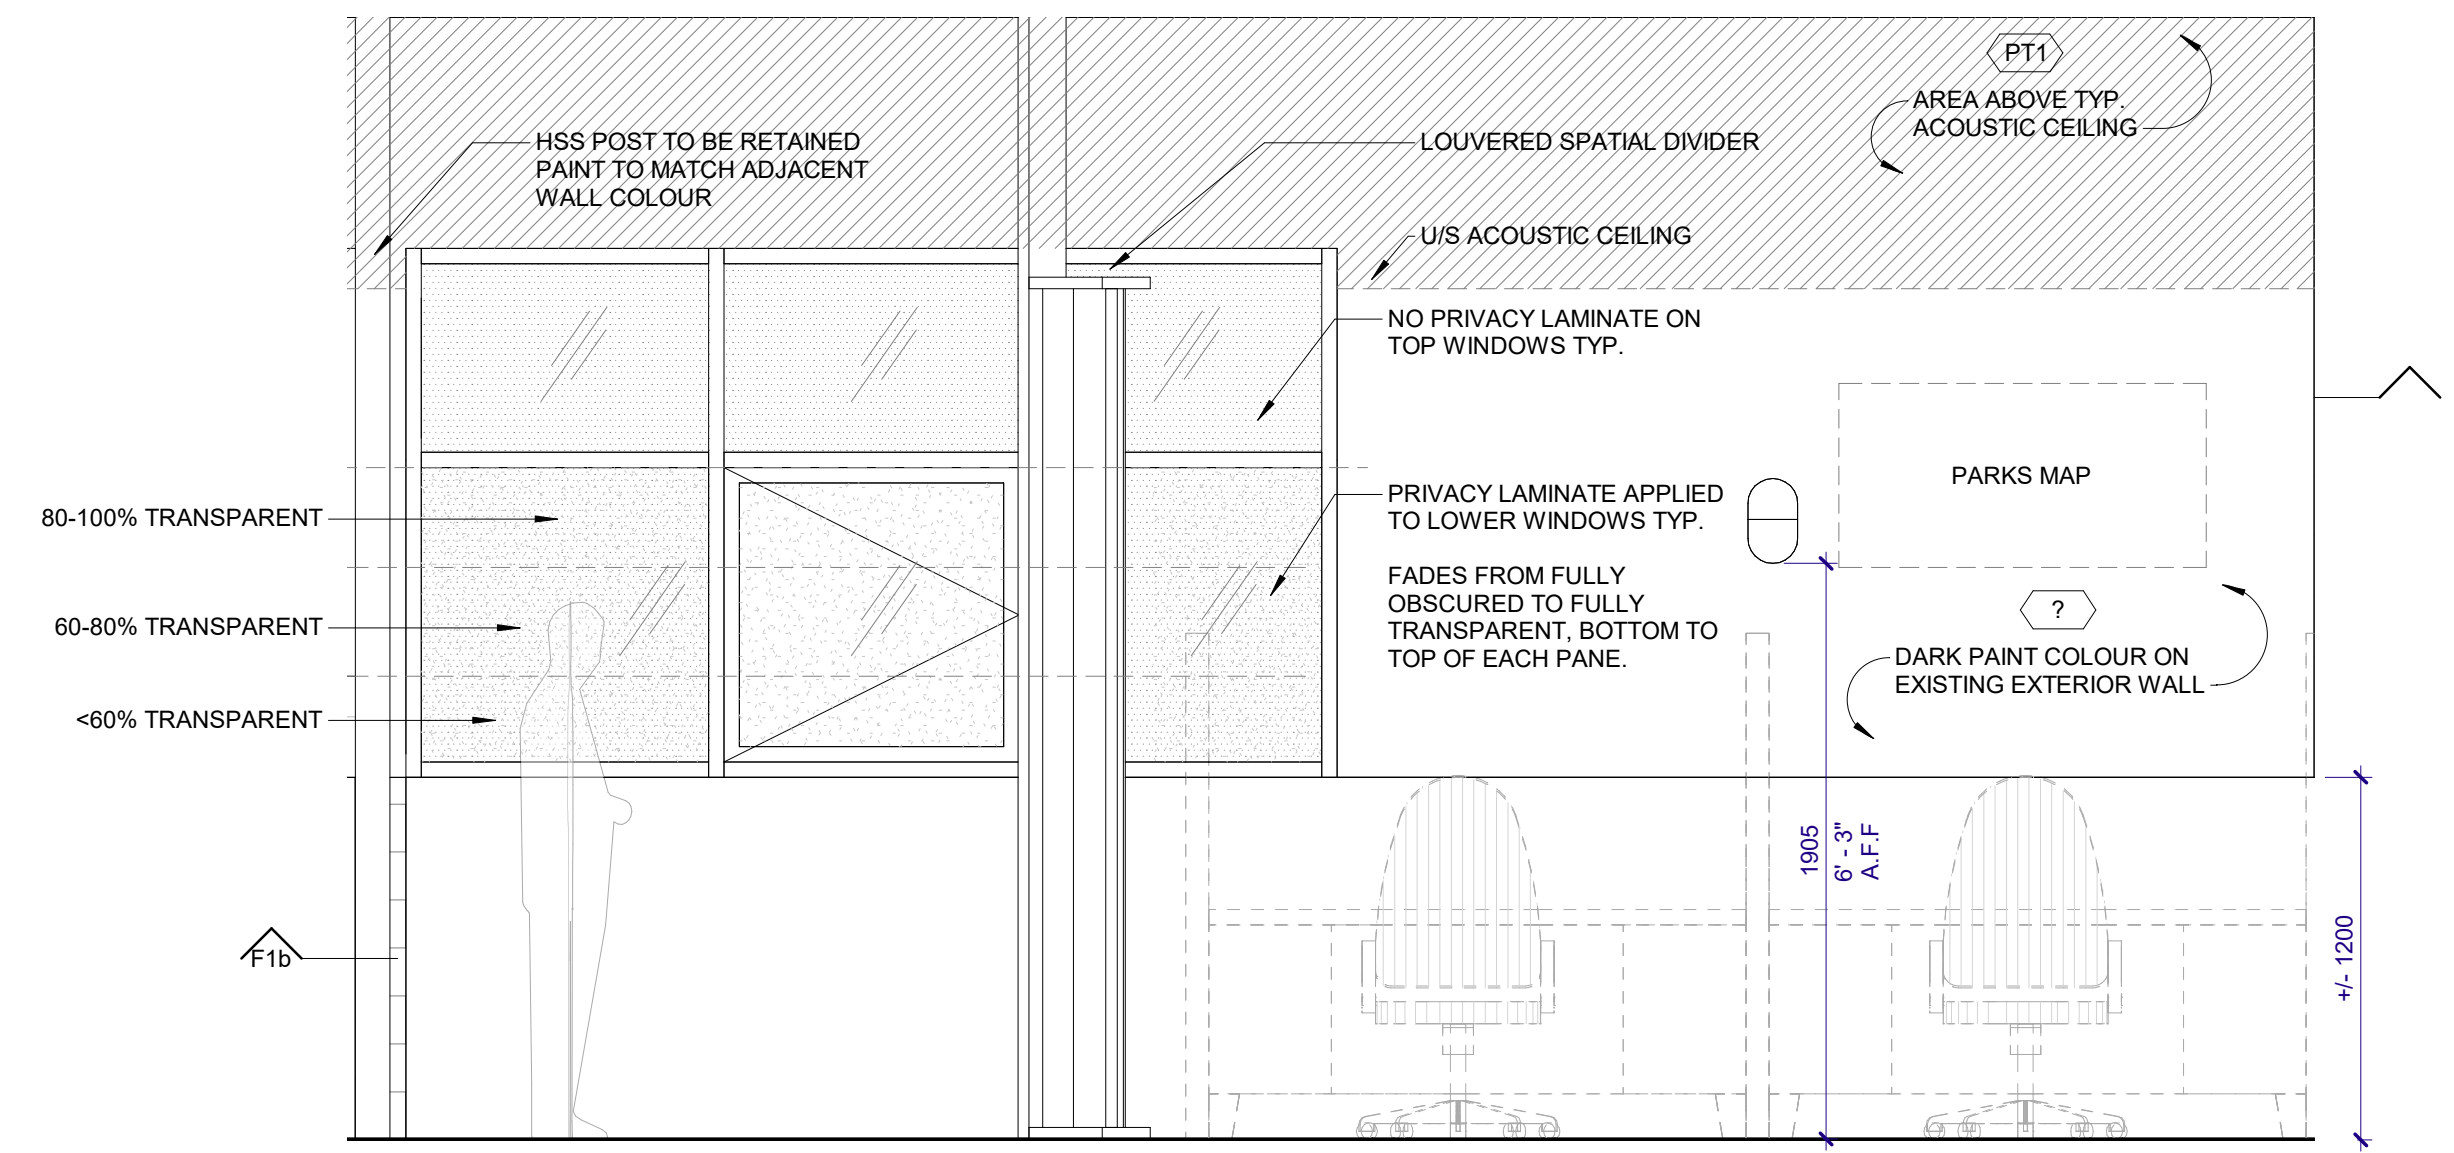 PT1
AREA ABOVE TYP.
ACOUSTIC CEILING
HSS POST TO BE RETAINED
PAINT TO MATCH ADJACENT
WALL COLOUR
LOUVERED SPATIAL DIVIDER
U/S ACOUSTIC CEILING
NO PRIVACY LAMINATE ON
TOP WINDOWS TYP.
PARKS MAP
PRIVACY LAMINATE APPLIED
TO LOWER WINDOWS TYP.
FADES FROM FULLY
OBSCURED TO FULLY
TRANSPARENT, BOTTOM TO
TOP OF EACH PANE.
80-100% TRANSPARENT
60-80% TRANSPARENT
<60% TRANSPARENT
?
DARK PAINT COLOUR ON
EXISTING EXTERIOR WALL
1905
6' - 3"
A.F.F
+/- 1200
F1b